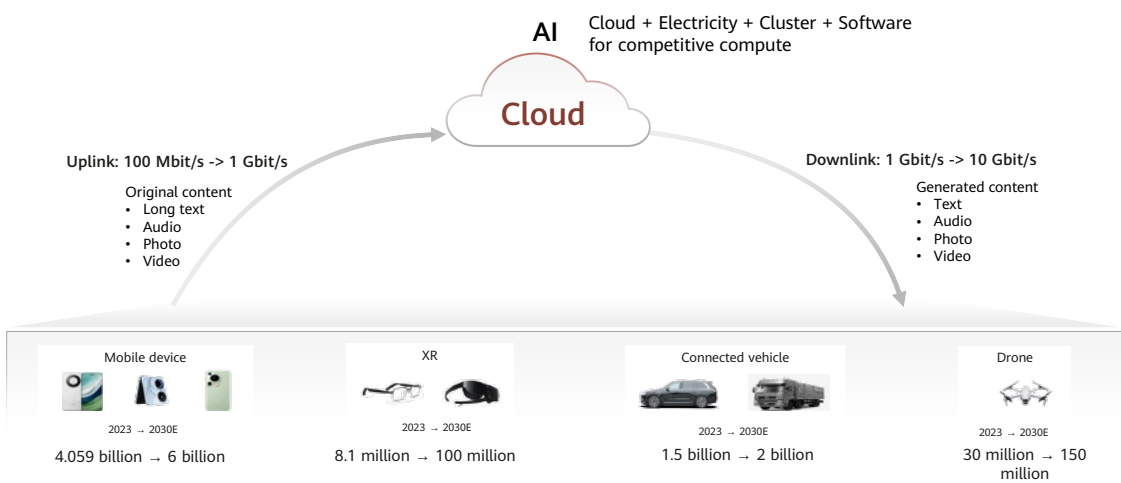 AI
Cloud + Electricity + Cluster + Software
for competitive compute
Cloud
Uplink: 100 Mbit/s -> 1 Gbit/s
Original content
• Long text
• Audio
• Photo
• Video
Downlink: 1 Gbit/s -> 10 Gbit/s
Generated content
• Text
• Audio
• Photo
• Video
Mobile device
2023 → 2030E
4.059 billion → 6 billion
XR
2023 → 2030E
8.1 million → 100 million
Connected vehicle
2023 → 2030E
1.5 billion → 2 billion
Drone
2023 → 2030E
30 million → 150
million